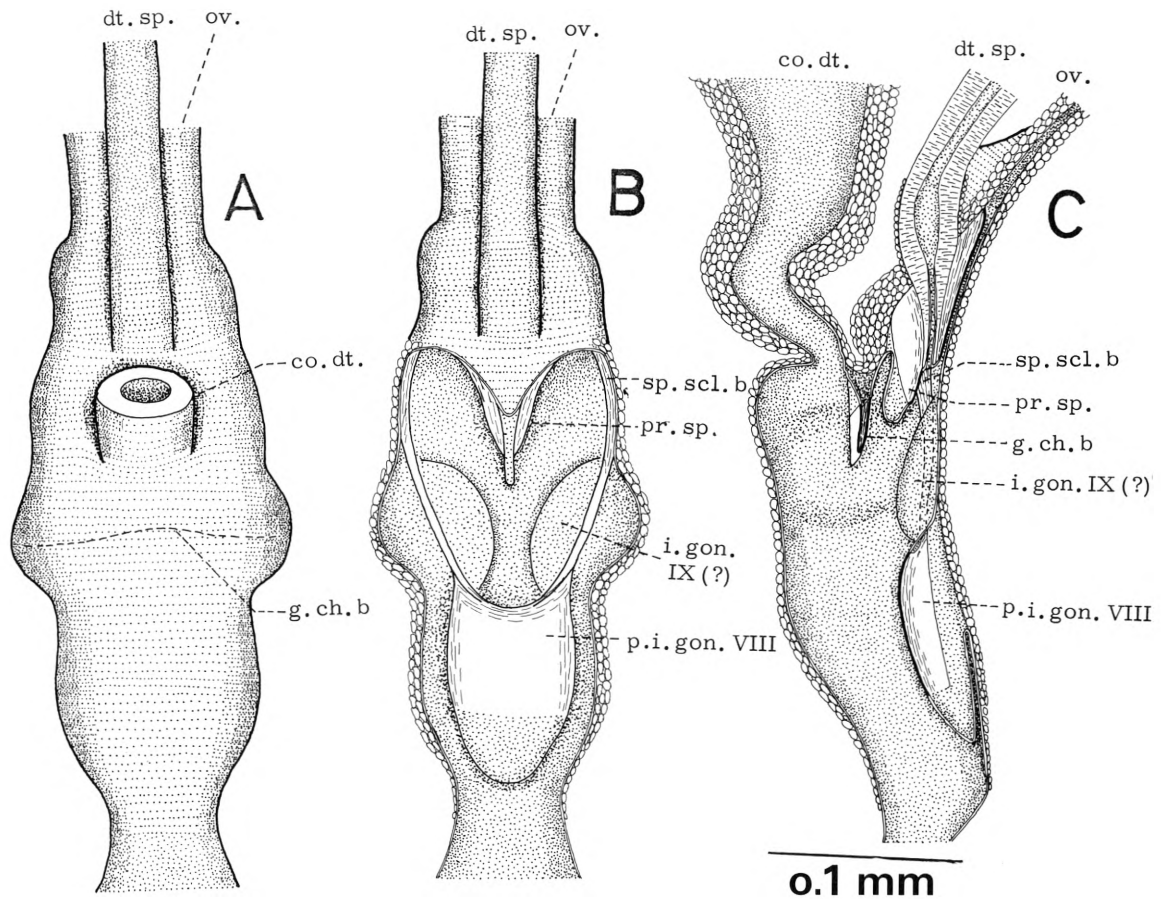 dt. sp.
ov.
A
co. dt.
g. ch. b
dt. sp.
ov.
B
sp. scl. b
pr. sp.
i. gon.
IX (?)
p. i. gon. VIII
co. dt.
dt. sp.
ov.
C
sp. scl. b
pr. sp.
g. ch. b
i. gon. IX (?)
p. i. gon. VIII
0.1 mm